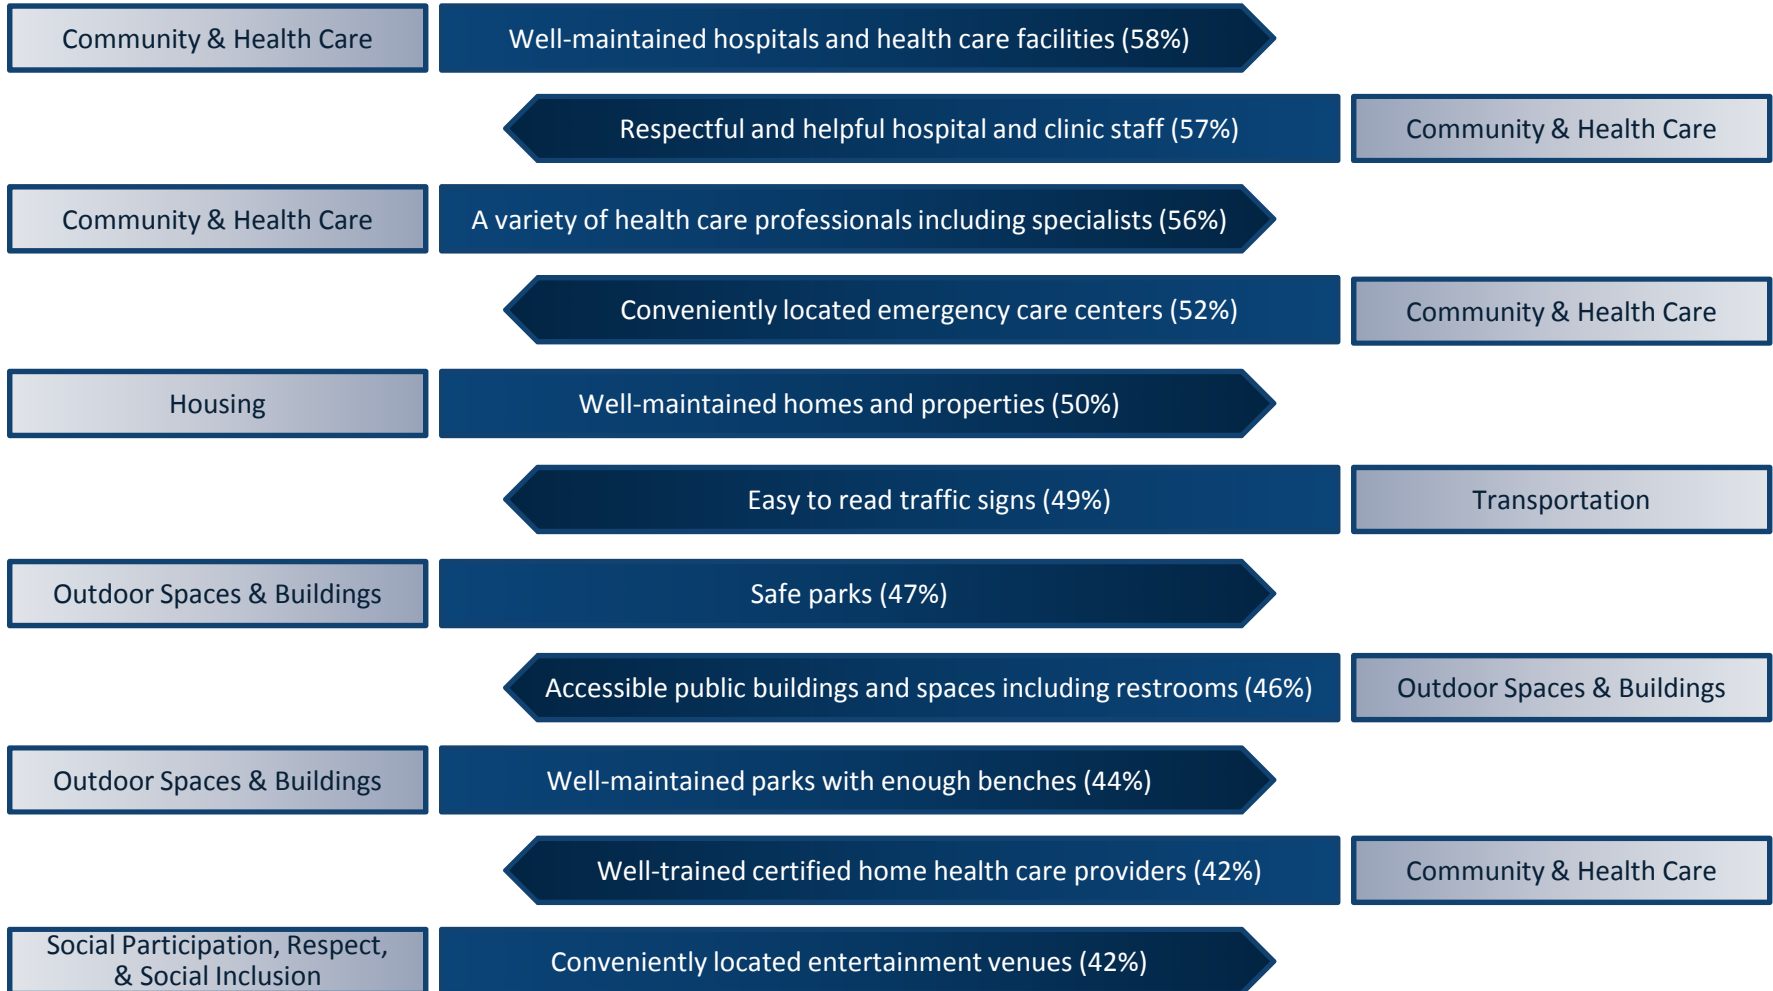 Community & Health Care
Well-maintained hospitals and health care facilities (58%)
Respectful and helpful hospital and clinic staff (57%)
Community & Health Care
Community & Health Care
A variety of health care professionals including specialists (56%)
Conveniently located emergency care centers (52%)
Community & Health Care
Housing
Well-maintained homes and properties (50%)
Easy to read traffic signs (49%)
Transportation
Outdoor Spaces & Buildings
Safe parks (47%)
Accessible public buildings and spaces including restrooms (46%)
Outdoor Spaces & Buildings
Outdoor Spaces & Buildings
Well-maintained parks with enough benches (44%)
Well-trained certified home health care providers (42%)
Community & Health Care
Social Participation, Respect,
& Social Inclusion
Conveniently located entertainment venues (42%)